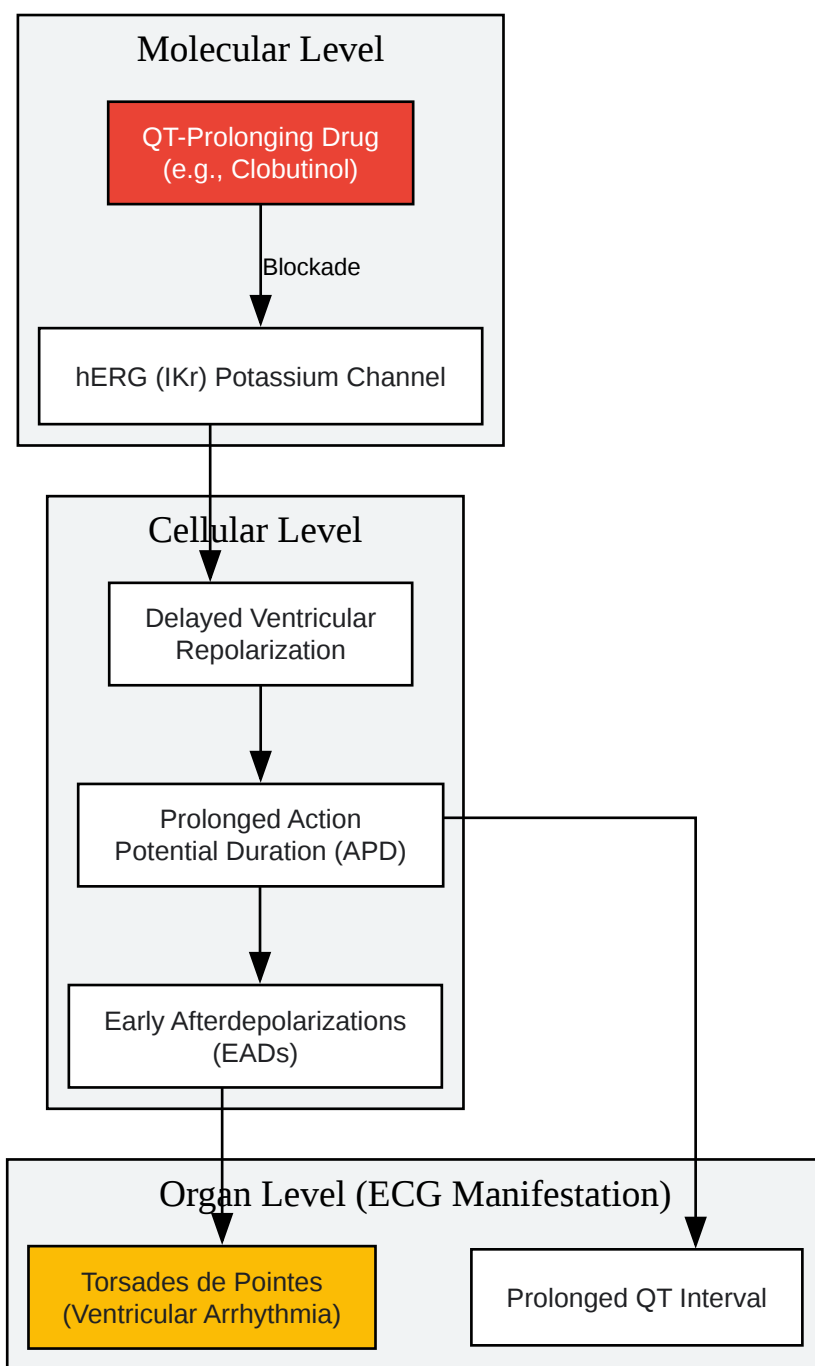 Molecular Level
QT-Prolonging Drug
(e.g., Clobutinol)
Blockade
hERG (IKr) Potassium Channel
Cellular Level
Delayed Ventricular
Repolarization
Prolonged Action
Potential Duration (APD)
Early Afterdepolarizations
(EADs)
Organ Level (ECG Manifestation)
Torsades de Pointes
(Ventricular Arrhythmia)
Prolonged QT Interval